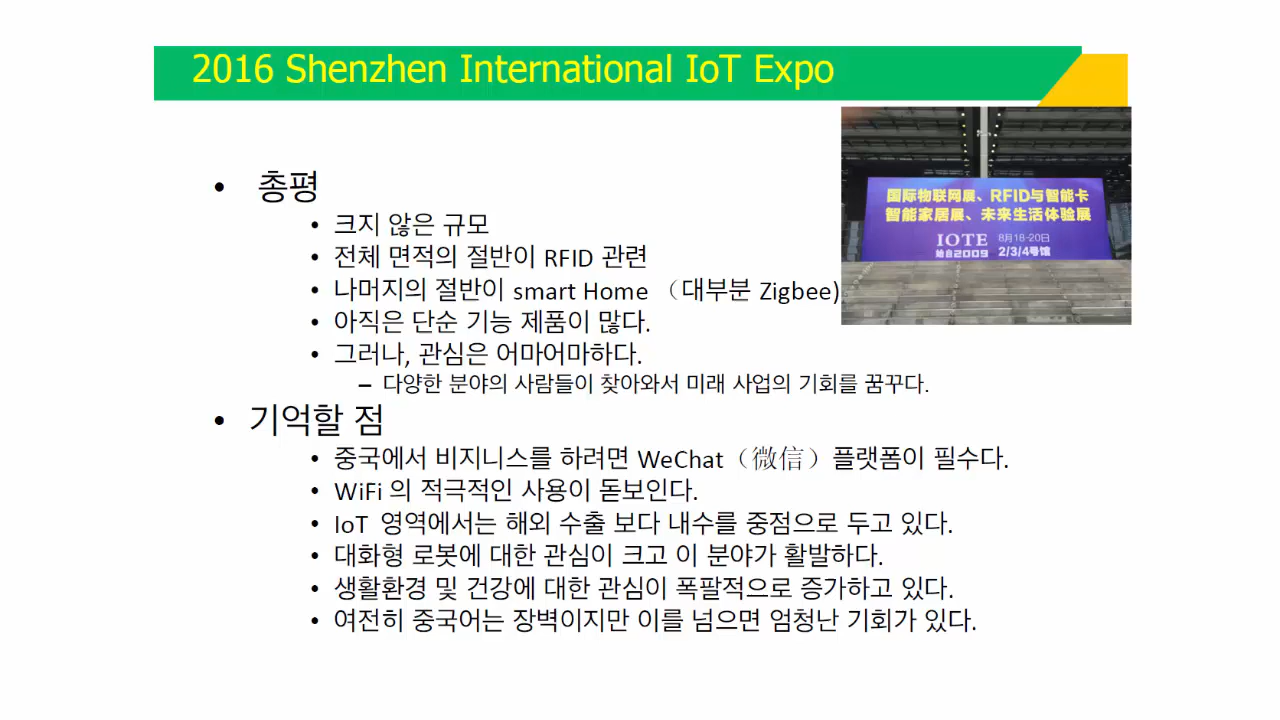 2016 Shenzhen International IoT Expo
国际物联网展、RFID与智能卡
智能家居展、未来生活体验展
IOTE 8月18-20日
始自2009 2/3/4号馆
• 총평
• 크지 않은 규모
• 전체 면적의 절반이 RFID 관련
• 나머지의 절반이 smart Home （대부분 Zigbee)
• 아직은 단순 기능 제품이 많다.
• 그러나, 관심은 어마어마하다.
– 다양한 분야의 사람들이 찾아와서 미래 사업의 기회를 꿈꾸다.
• 기억할 점
• 중국에서 비지니스를 하려면 WeChat（微信）플랫폼이 필수다.
• WiFi 의 적극적인 사용이 돋보인다.
• IoT 영역에서는 해외 수출 보다 내수를 중점으로 두고 있다.
• 대화형 로봇에 대한 관심이 크고 이 분야가 활발하다.
• 생활환경 및 건강에 대한 관심이 폭팔적으로 증가하고 있다.
• 여전히 중국어는 장벽이지만 이를 넘으면 엄청난 기회가 있다.